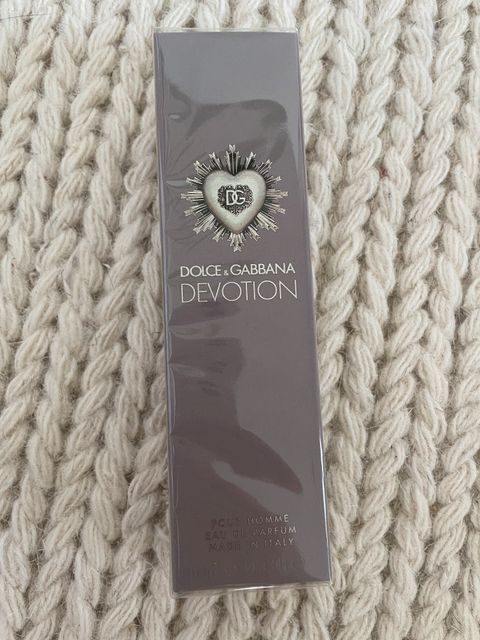 DG
DOLCE & GABBANA
DEVOTION
POUR HOMME
EAU DE PARFUM
MADE IN ITALY